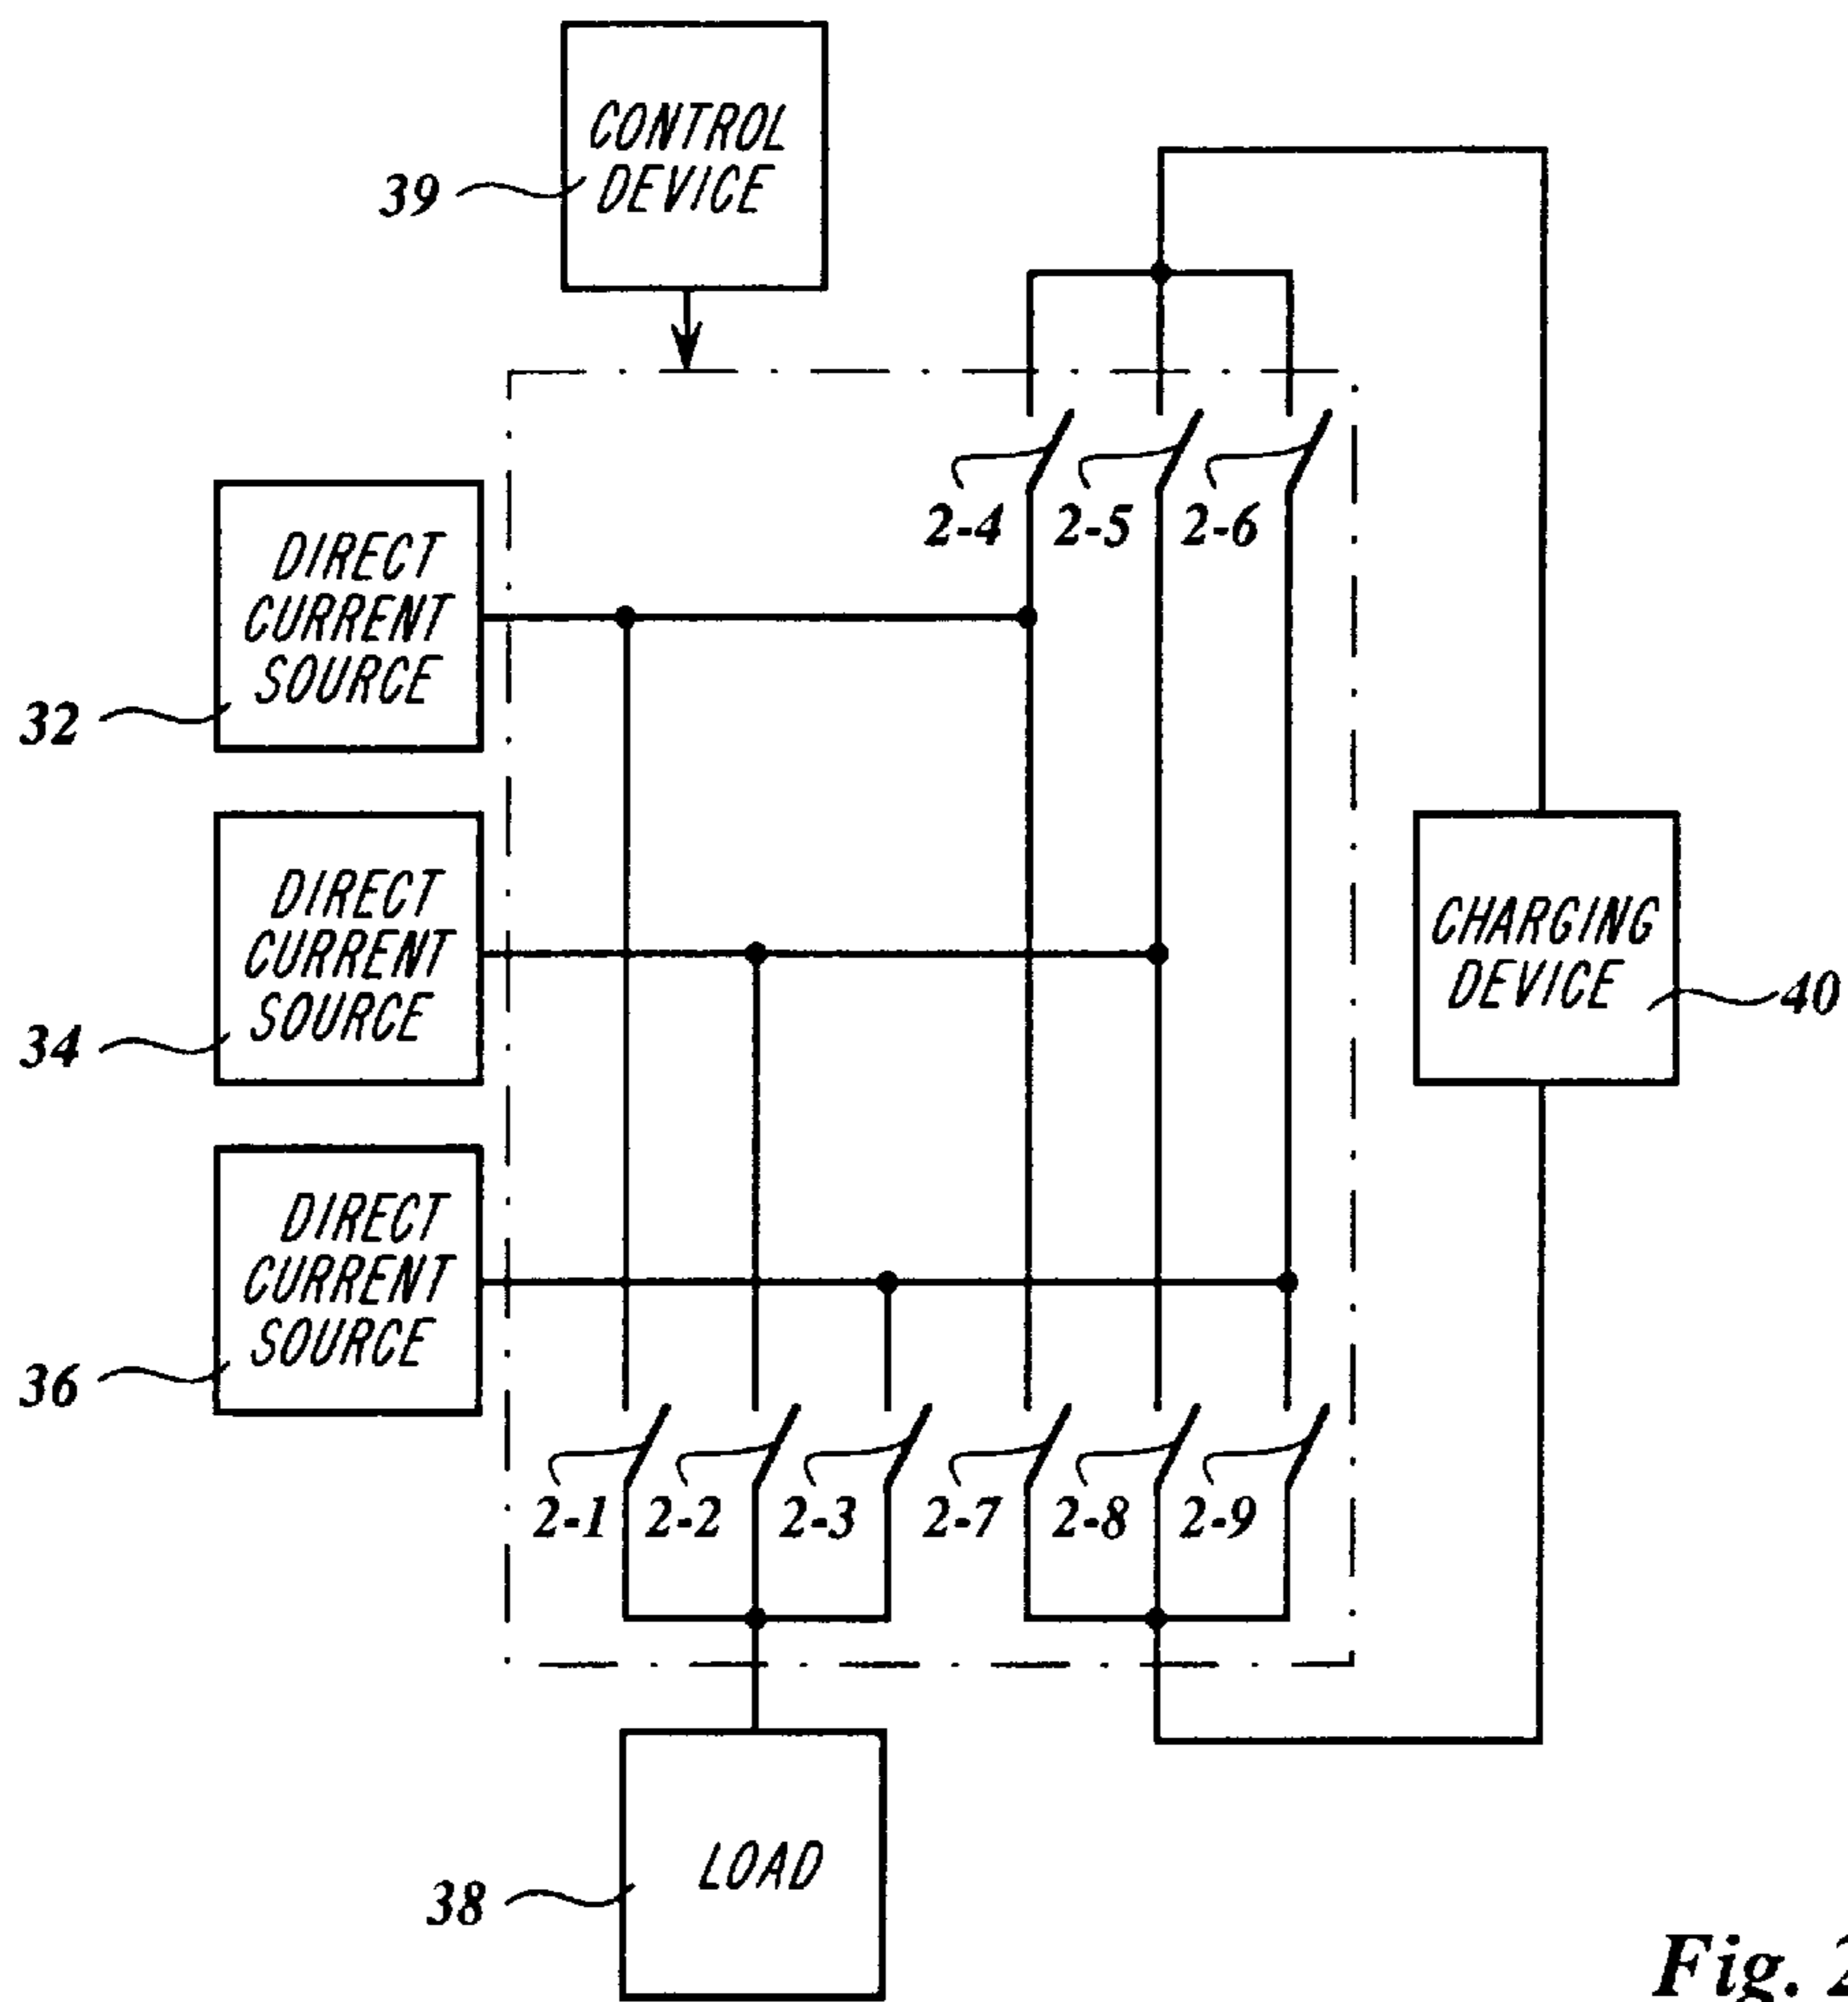 CONTROL
DEVICE
39
2-4
2-5
2-6
DIRECT
CURRENT
SOURCE
32
DIRECT
CURRENT
SOURCE
34
CHARGING
DEVICE
40
DIRECT
CURRENT
SOURCE
36
2-1
2-2
2-3
2-7
2-8
2-9
LOAD
38
Fig. 2